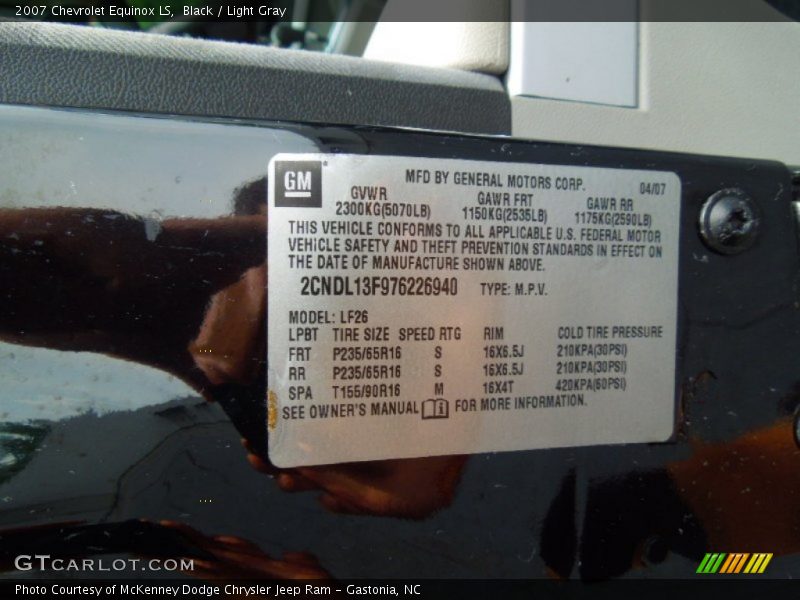 2007 Chevrolet Equinox LS,  Black / Light Gray
GM
MFD BY GENERAL MOTORS CORP. 04/07
GVWR GAWR FRT GAWR RR
2300KG(5070LB) 1150KG(2535LB) 1175KG(2590LB)
THIS VEHICLE CONFORMS TO ALL APPLICABLE U.S. FEDERAL MOTOR
VEHICLE SAFETY AND THEFT PREVENTION STANDARDS IN EFFECT ON
THE DATE OF MANUFACTURE SHOWN ABOVE.
2CNDL13F976226940 TYPE: M.P.V.
MODEL: LF26
LPBT TIRE SIZE SPEED RTG RIM COLD TIRE PRESSURE
FRT P235/65R16 S 16X6.5J 210KPA(30PSI)
RR P235/65R16 S 16X6.5J 210KPA(30PSI)
SPA T155/90R16 M 16X4T 420KPA(60PSI)
SEE OWNER'S MANUAL FOR MORE INFORMATION.
GTCARLOT.COM
Photo Courtesy of McKenney Dodge Chrysler Jeep Ram - Gastonia, NC